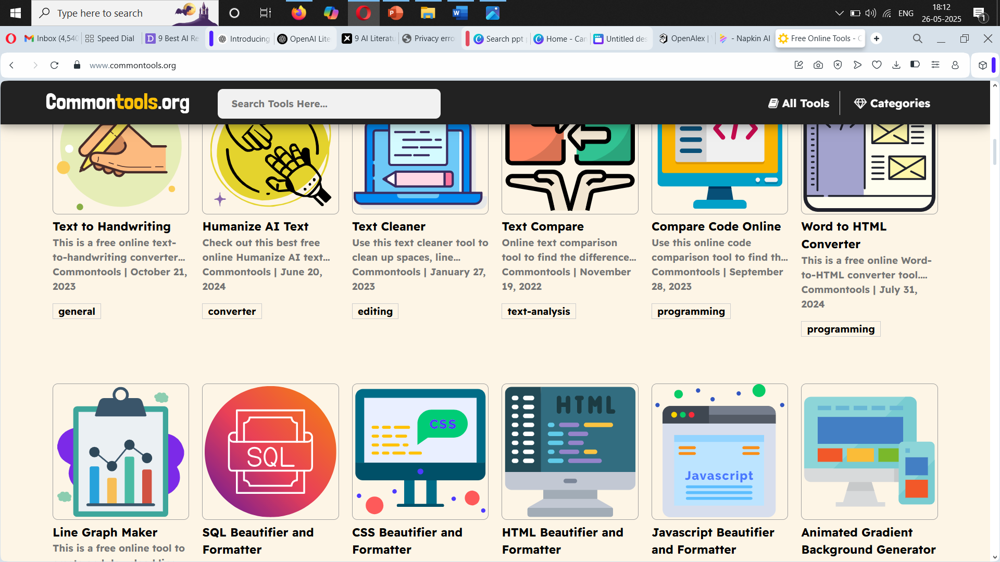 Type here to search
ENG
18:12
26-05-2025
1
Inbox (4,540
Speed Dial
9 Best AI Re
Introducing
OpenAI Lite
9 AI Literatu
Privacy erro
Search ppt
Home - Can
Untitled des
OpenAlex |
- Napkin AI
Free Online Tools - C
www.commontools.org
Commontools.org
Search Tools Here...
All Tools
Categories
Text to Handwriting
This is a free online text-
to-handwriting converter...
Commontools | October 21,
2023
general
Humanize AI Text
Check out this best free
online Humanize AI text...
Commontools | June 20,
2024
converter
Text Cleaner
Use this text cleaner tool to
clean up spaces, line...
Commontools | January 27,
2023
editing
Text Compare
Online text comparison
tool to find the difference...
Commontools | November
19, 2022
text-analysis
Compare Code Online
Use this online code
comparison tool to find th...
Commontools | September
28, 2023
programming
Word to HTML
Converter
This is a free online Word-
to-HTML converter tool....
Commontools | July 31,
2024
programming
SQL
CSS
HTML
Javascript
Line Graph Maker
This is a free online tool to
SQL Beautifier and
Formatter
CSS Beautifier and
Formatter
HTML Beautifier and
Formatter
Javascript Beautifier
and Formatter
Animated Gradient
Background Generator